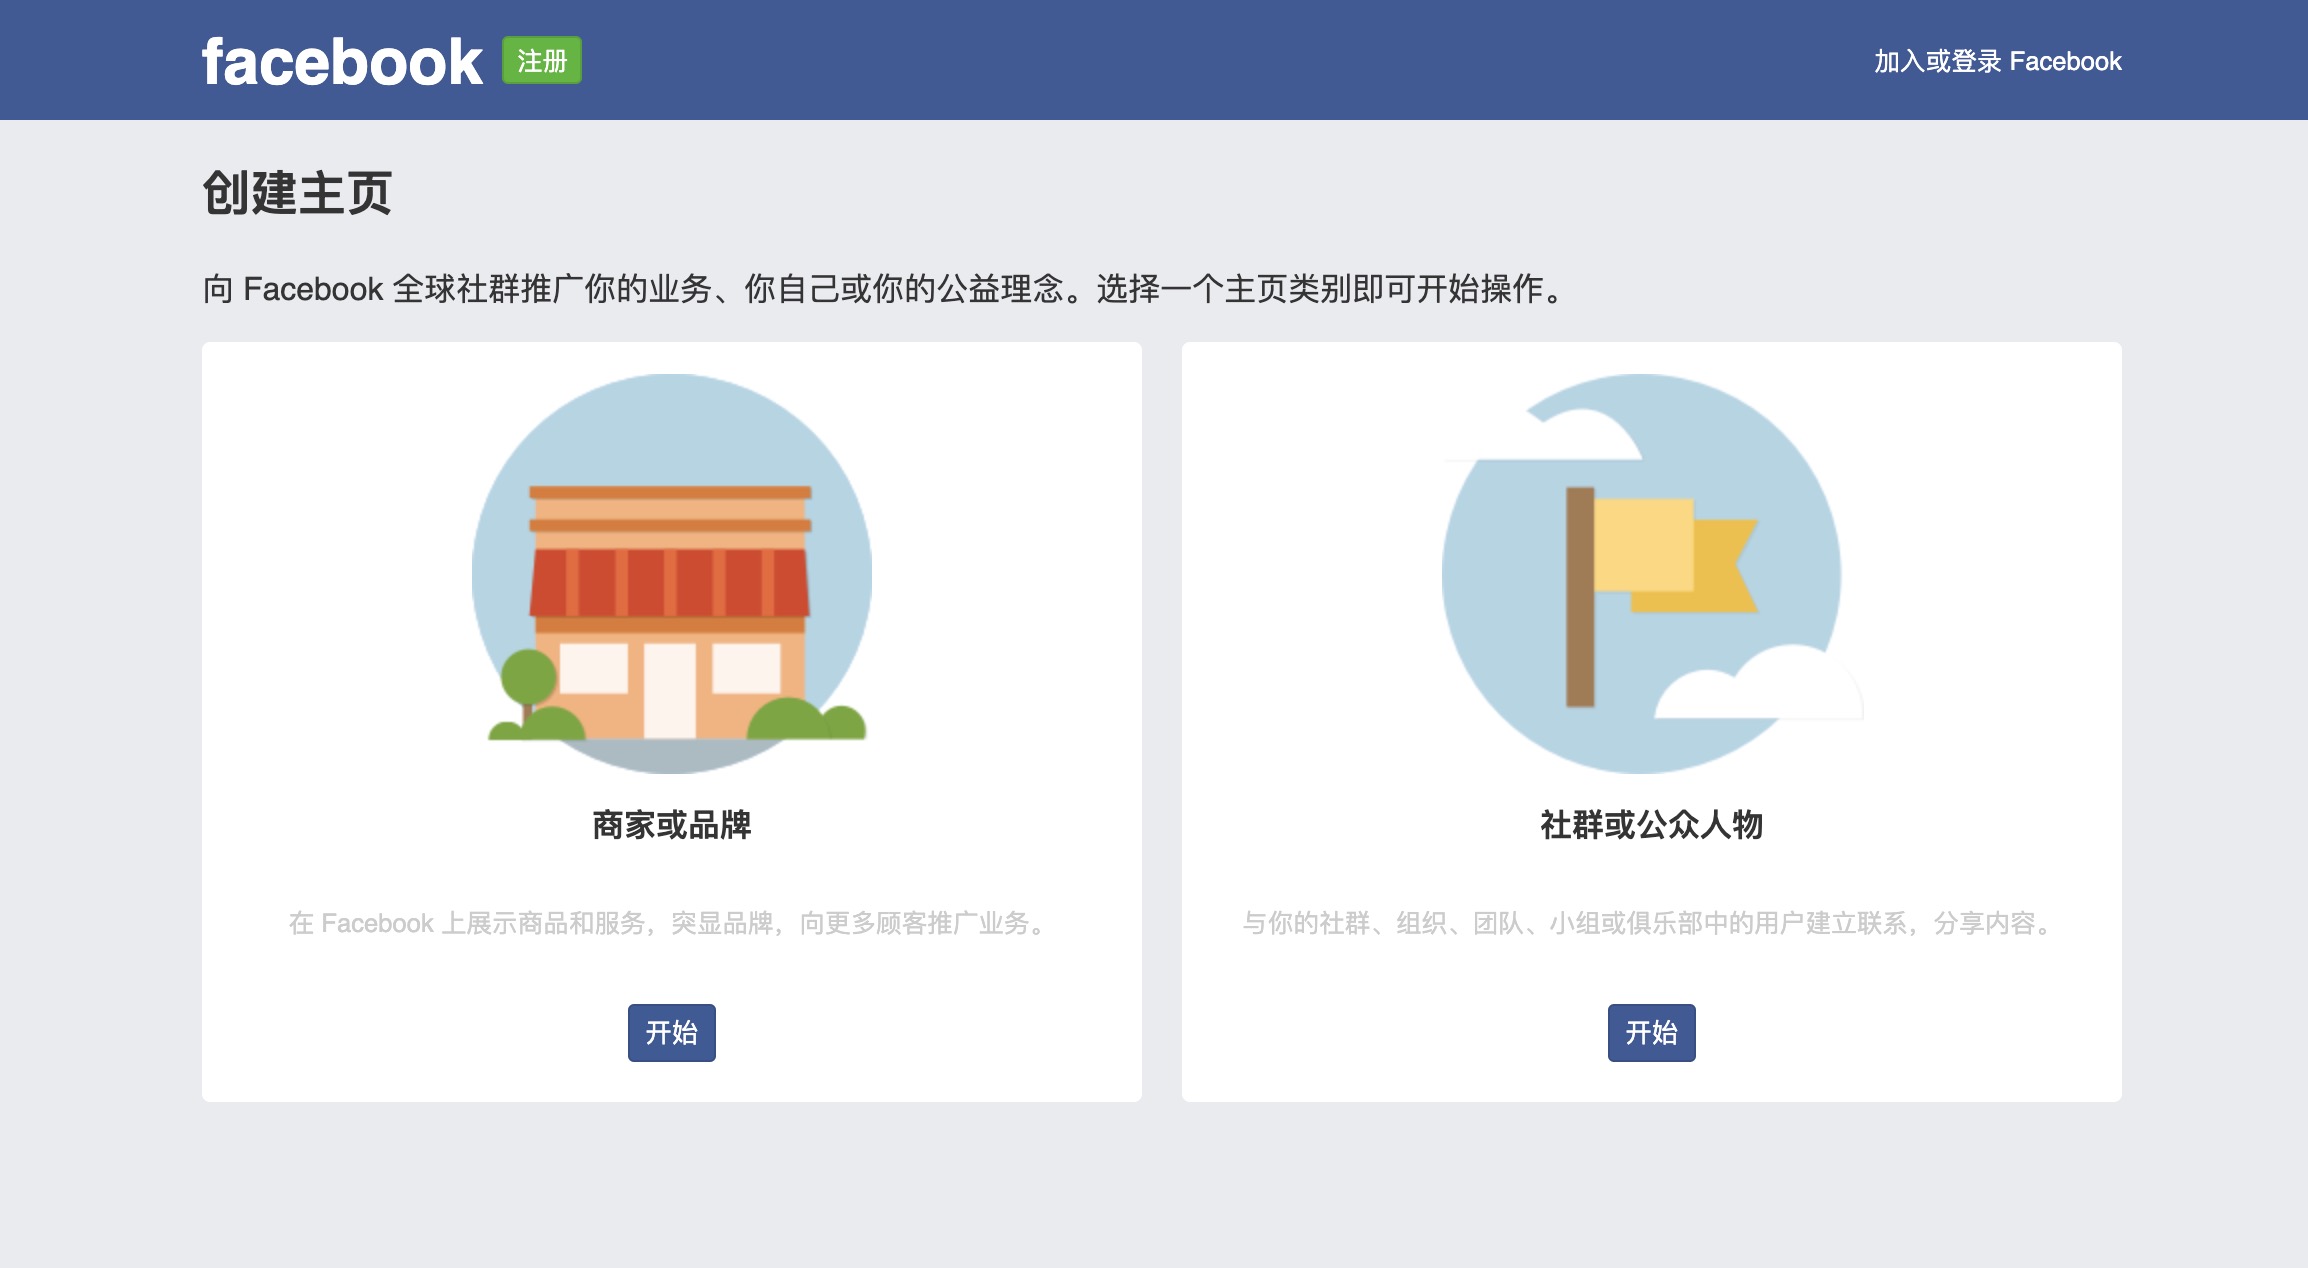 facebook 注册
加入或登录 Facebook
创建主页
向 Facebook 全球社群推广你的业务、你自己或你的公益理念。选择一个主页类别即可开始操作。
商家或品牌
在 Facebook 上展示商品和服务，突显品牌，向更多顾客推广业务。
开始
社群或公众人物
与你的社群、组织、团队、小组或俱乐部中的用户建立联系，分享内容。
开始